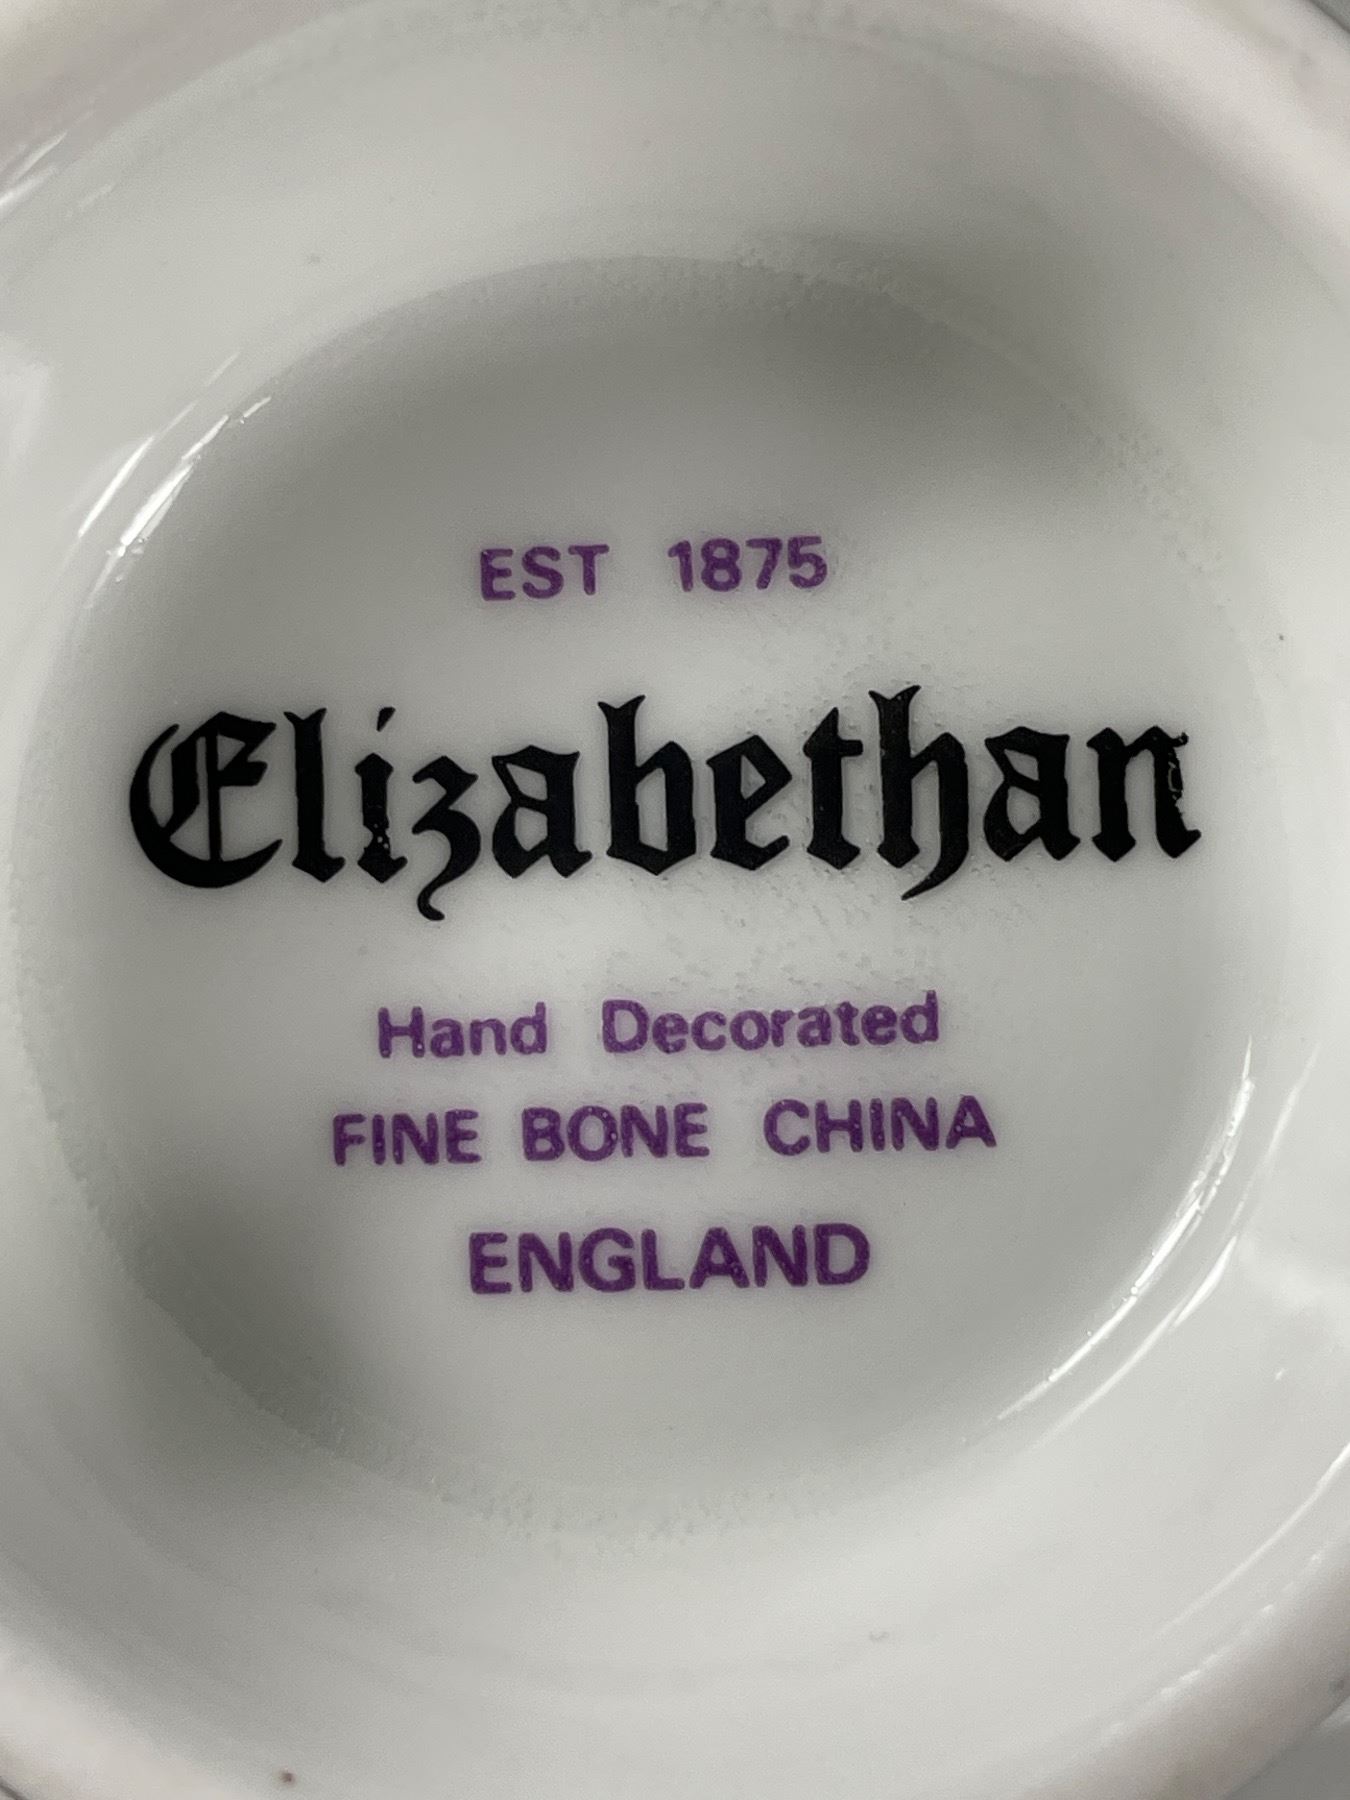 EST 1875
Elizabethan
Hand Decorated
FINE BONE CHINA
ENGLAND